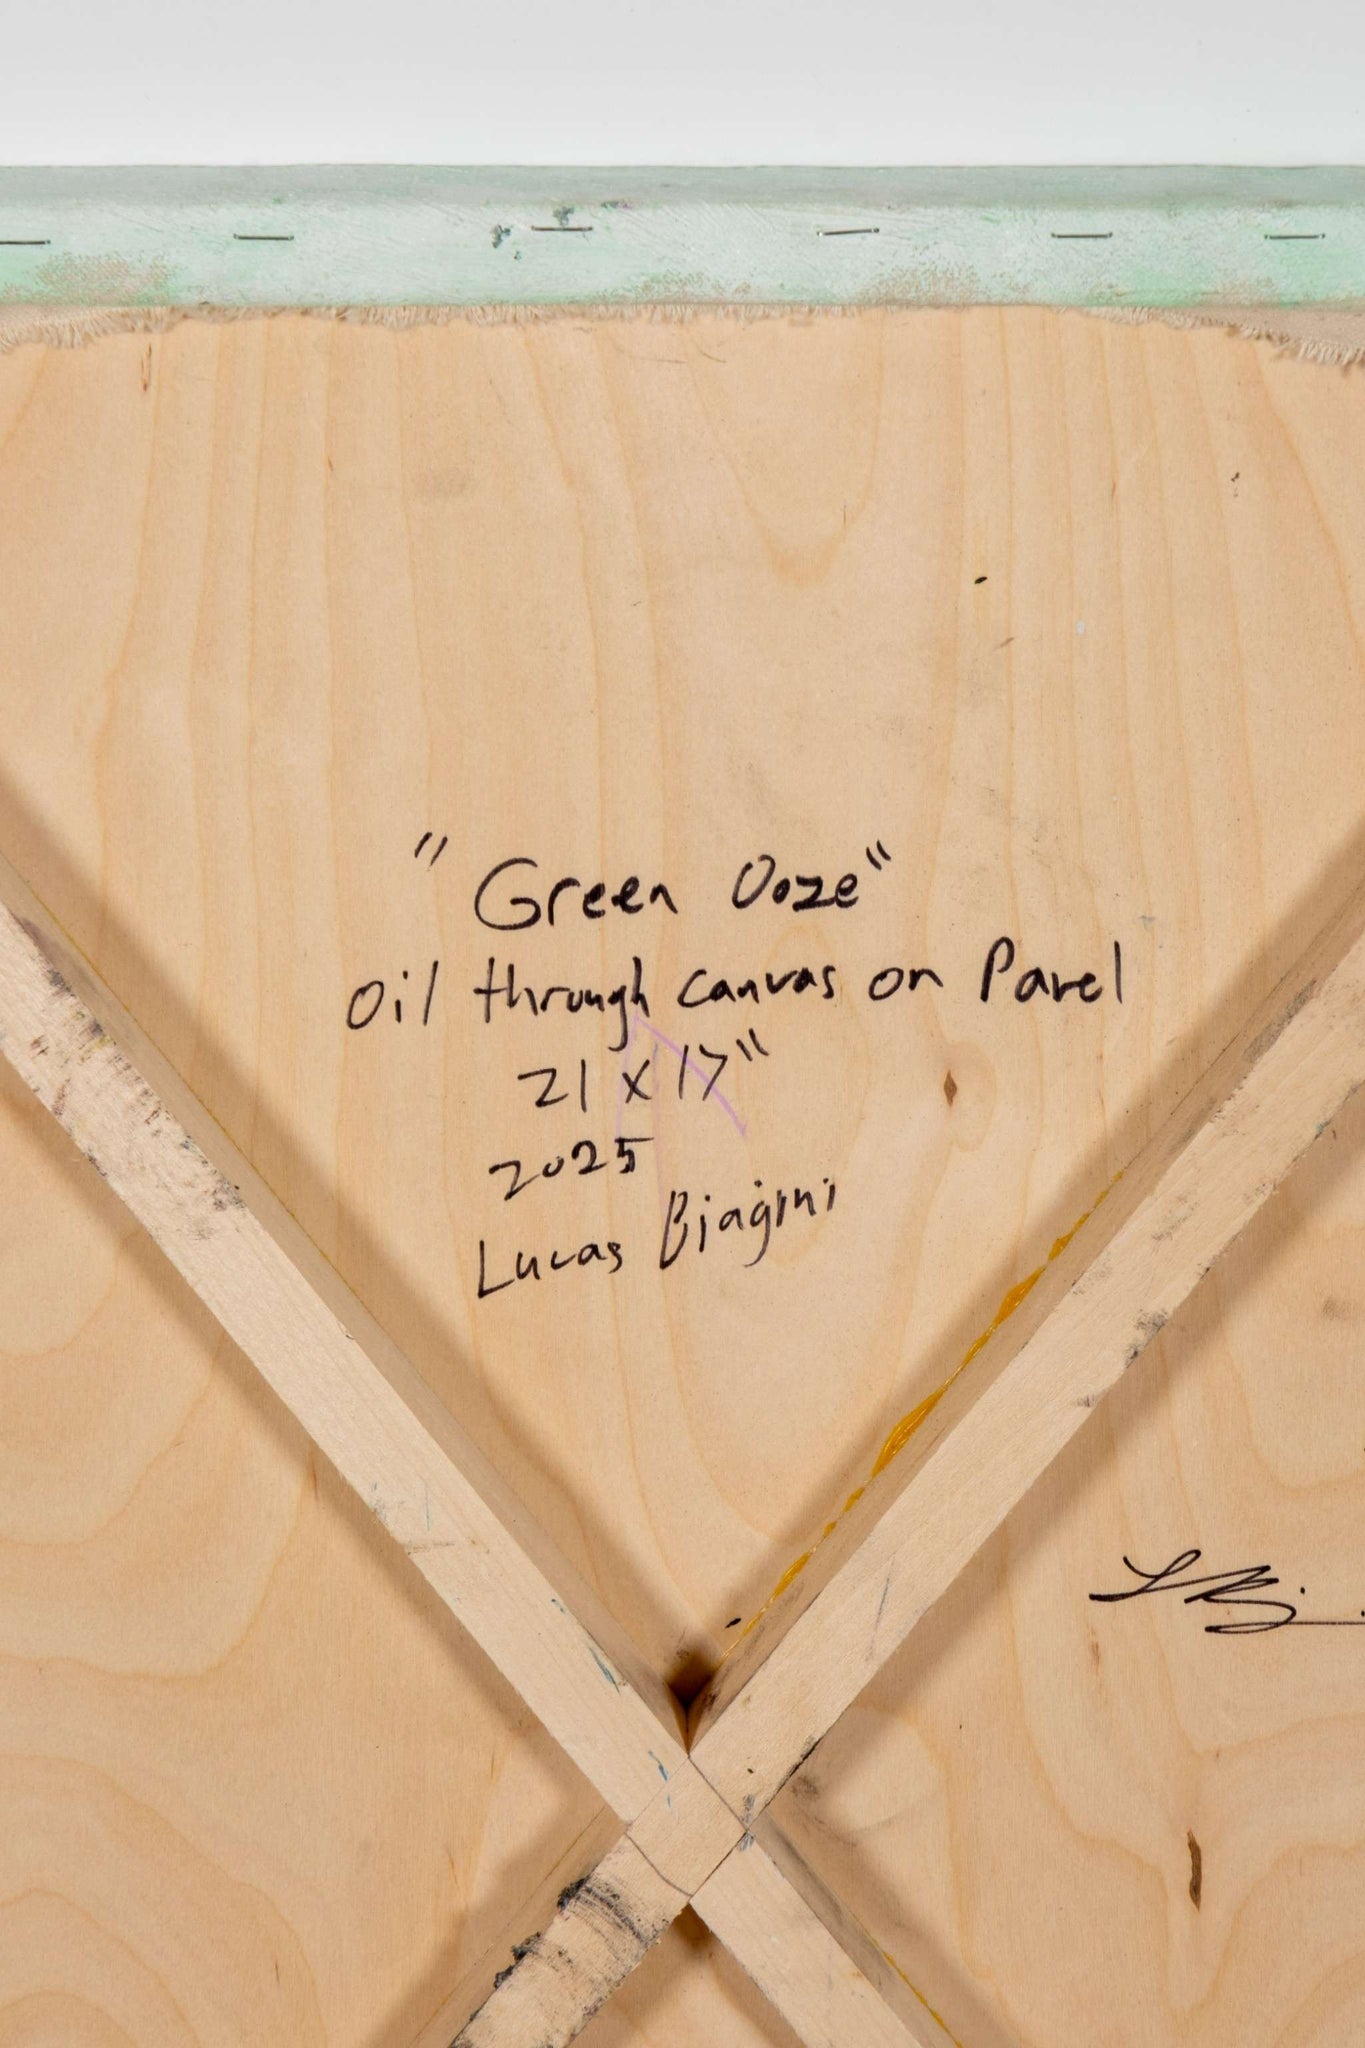 "Green Ooze"
oil through canvas on Panel
21 x 17"
2025
Lucas Biagini